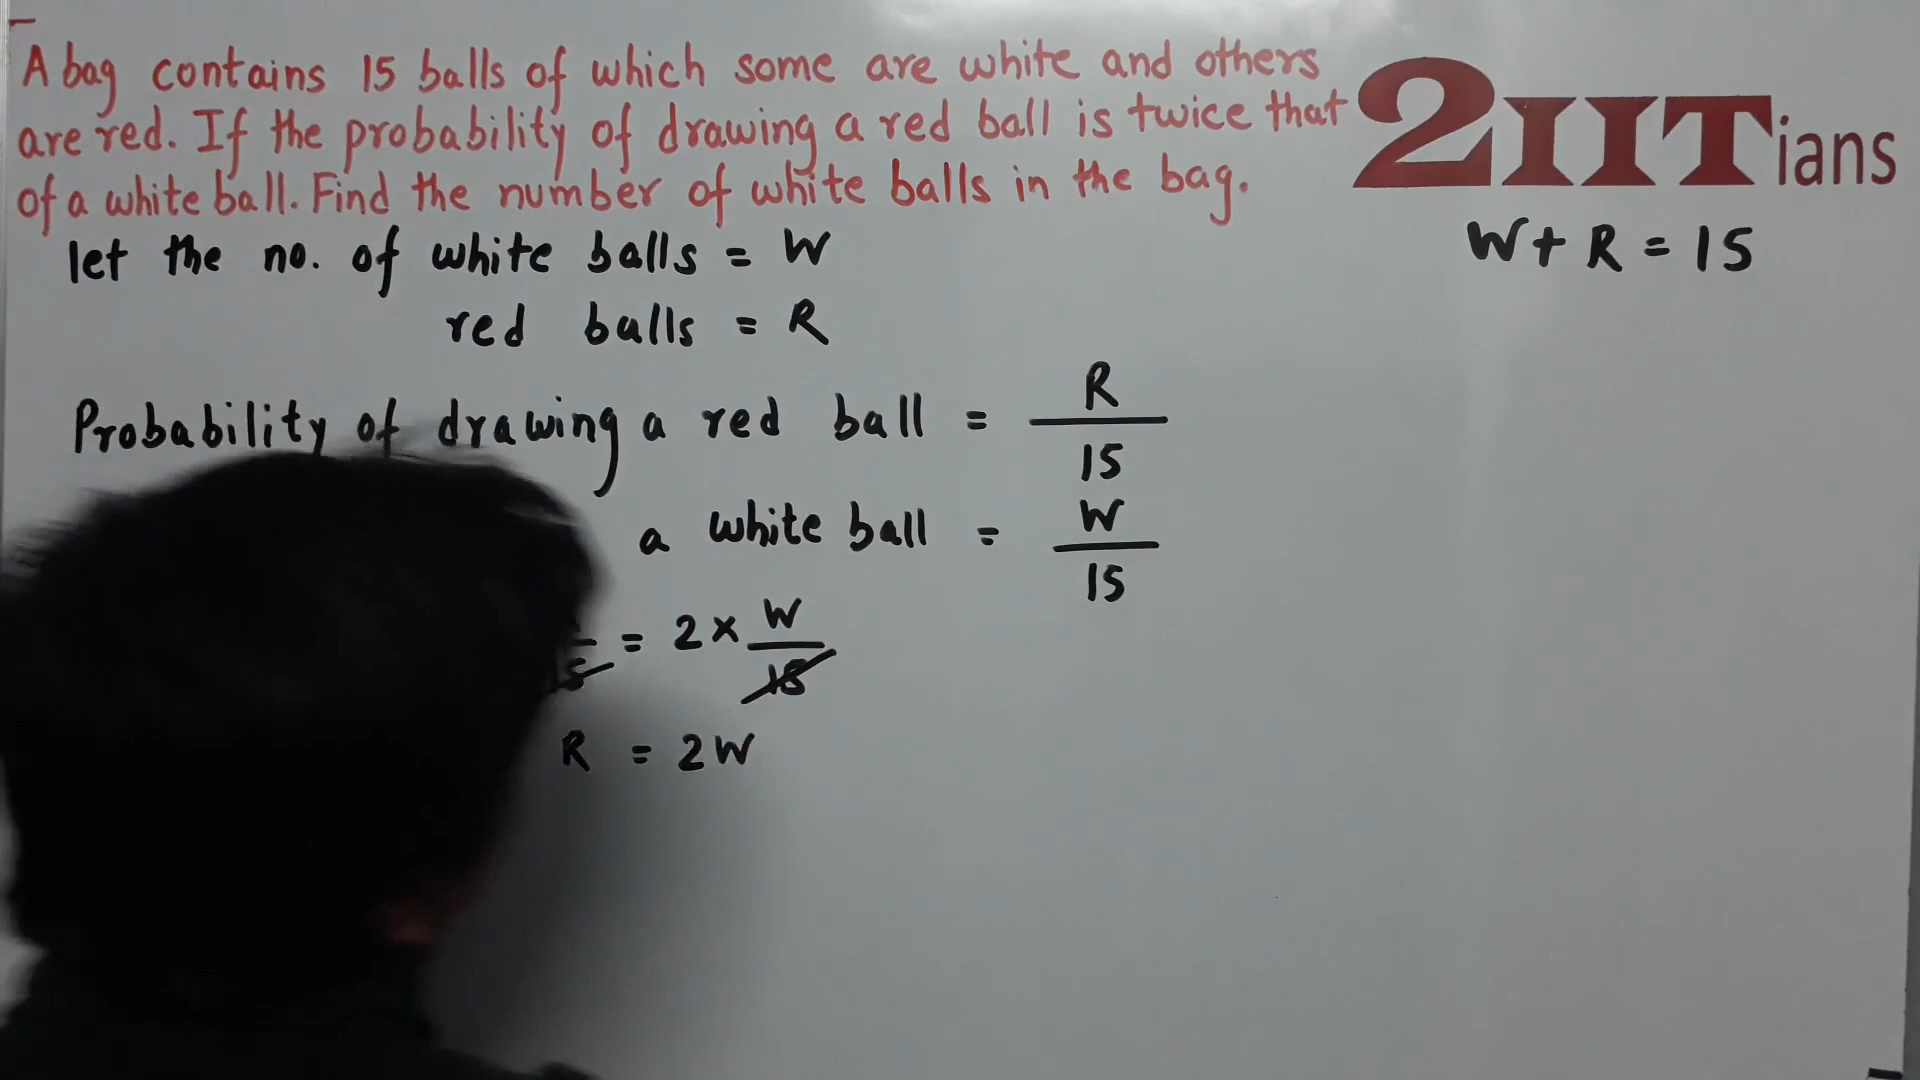 A bag contains 15 balls of which some are white and others
are red. If the probability of drawing a red ball is twice that
of a white ball. Find the number of white balls in the bag.
2IITians
let the no. of white balls = W
W + R = 15
red balls = R
Probability of drawing a red ball = R/15
a white ball = W/15
= 2 × W/15
R = 2W